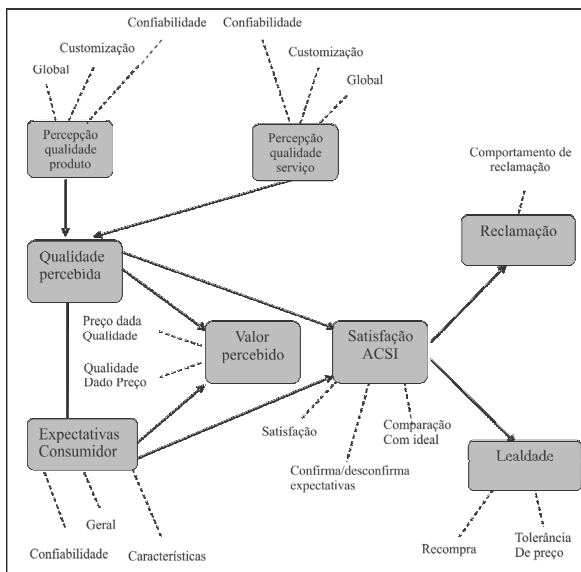 Confiabilidade
Confiabilidade
Customização
Customização
Global
Global
Percepção
qualidade
produto
Percepção
qualidade
serviço
Comportamento de
reclamação
Reclamação
Qualidade
percebida
Preço dada
Qualidade
Valor
percebido
Satisfação
ACSI
Qualidade
Dado Preço
Expectativas
Consumidor
Satisfação
Comparação
Com ideal
Confirma/desconfirma
expectativas
Lealdade
Geral
Confiabilidade
Características
Recompra
Tolerância
De preço